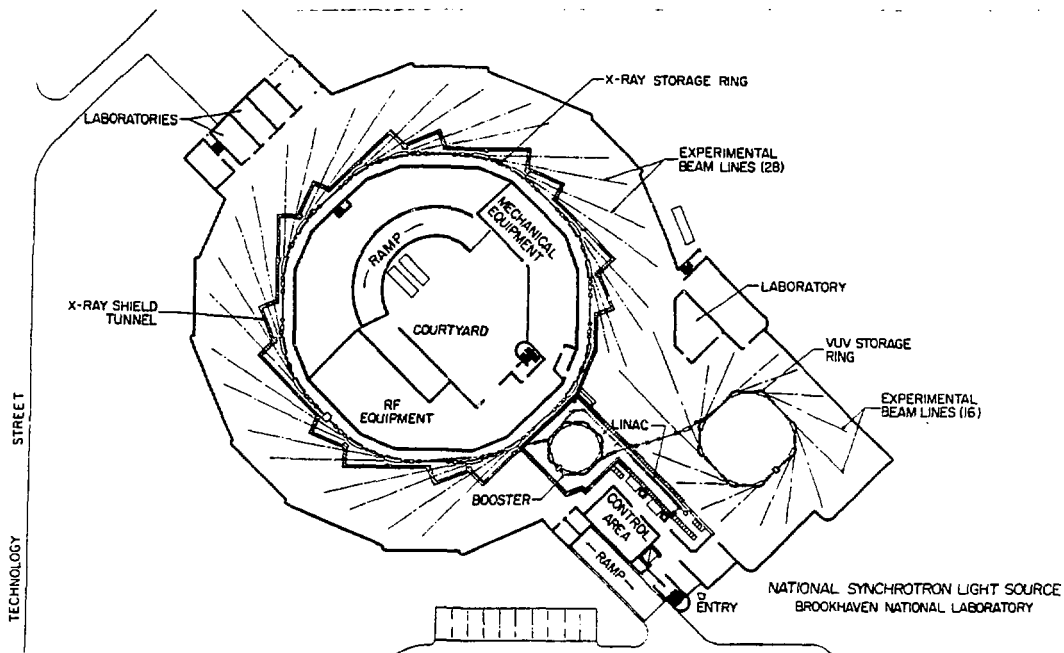 X-RAY STORAGE RING
LABORATORIES
EXPERIMENTAL
BEAM LINES (28)
MECHANICAL
EQUIPMENT
RAMP
LABORATORY
X-RAY SHIELD
TUNNEL
COURTYARD
VUV STORAGE
RING
RF
EQUIPMENT
EXPERIMENTAL
BEAM LINES (16)
LINAC
BOOSTER
CONTROL
AREA
RAMP
ENTRY
TECHNOLOGY STREET
NATIONAL SYNCHROTRON LIGHT SOURCE
BROOKHAVEN NATIONAL LABORATORY